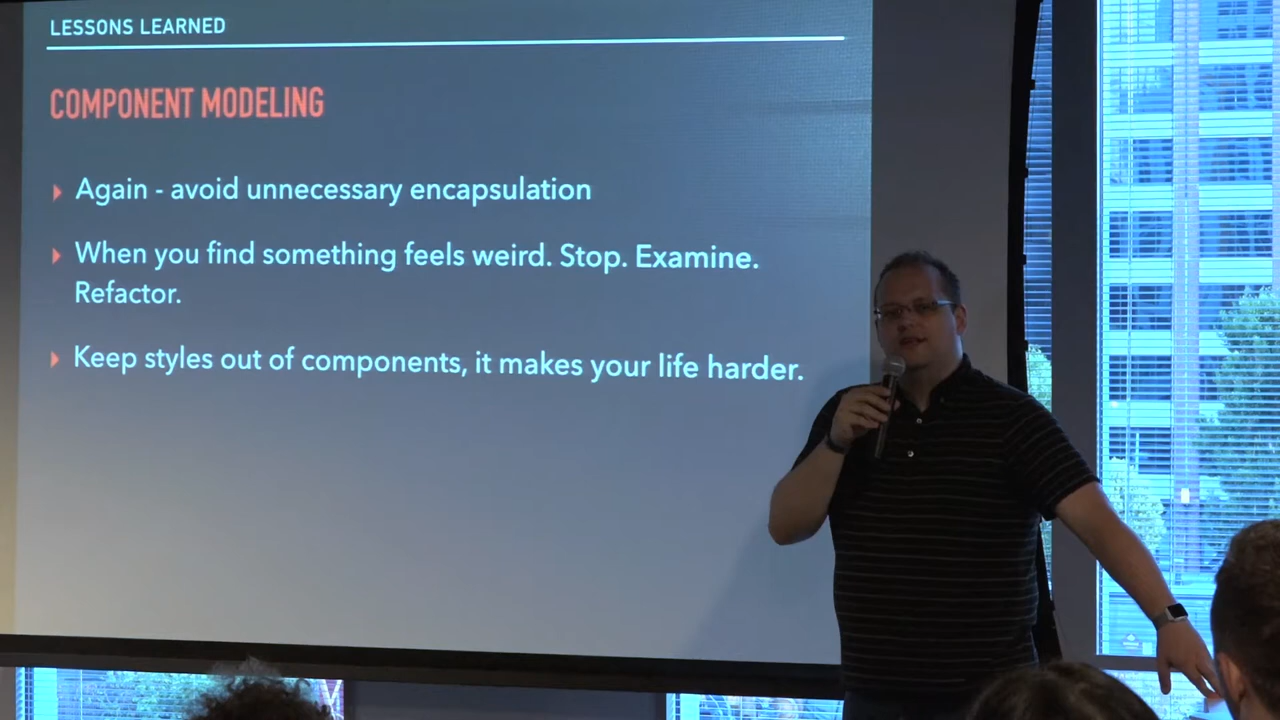 LESSONS LEARNED
COMPONENT MODELING
Again - avoid unnecessary encapsulation
When you find something feels weird. Stop. Examine.
Refactor.
Keep styles out of components, it makes your life harder.